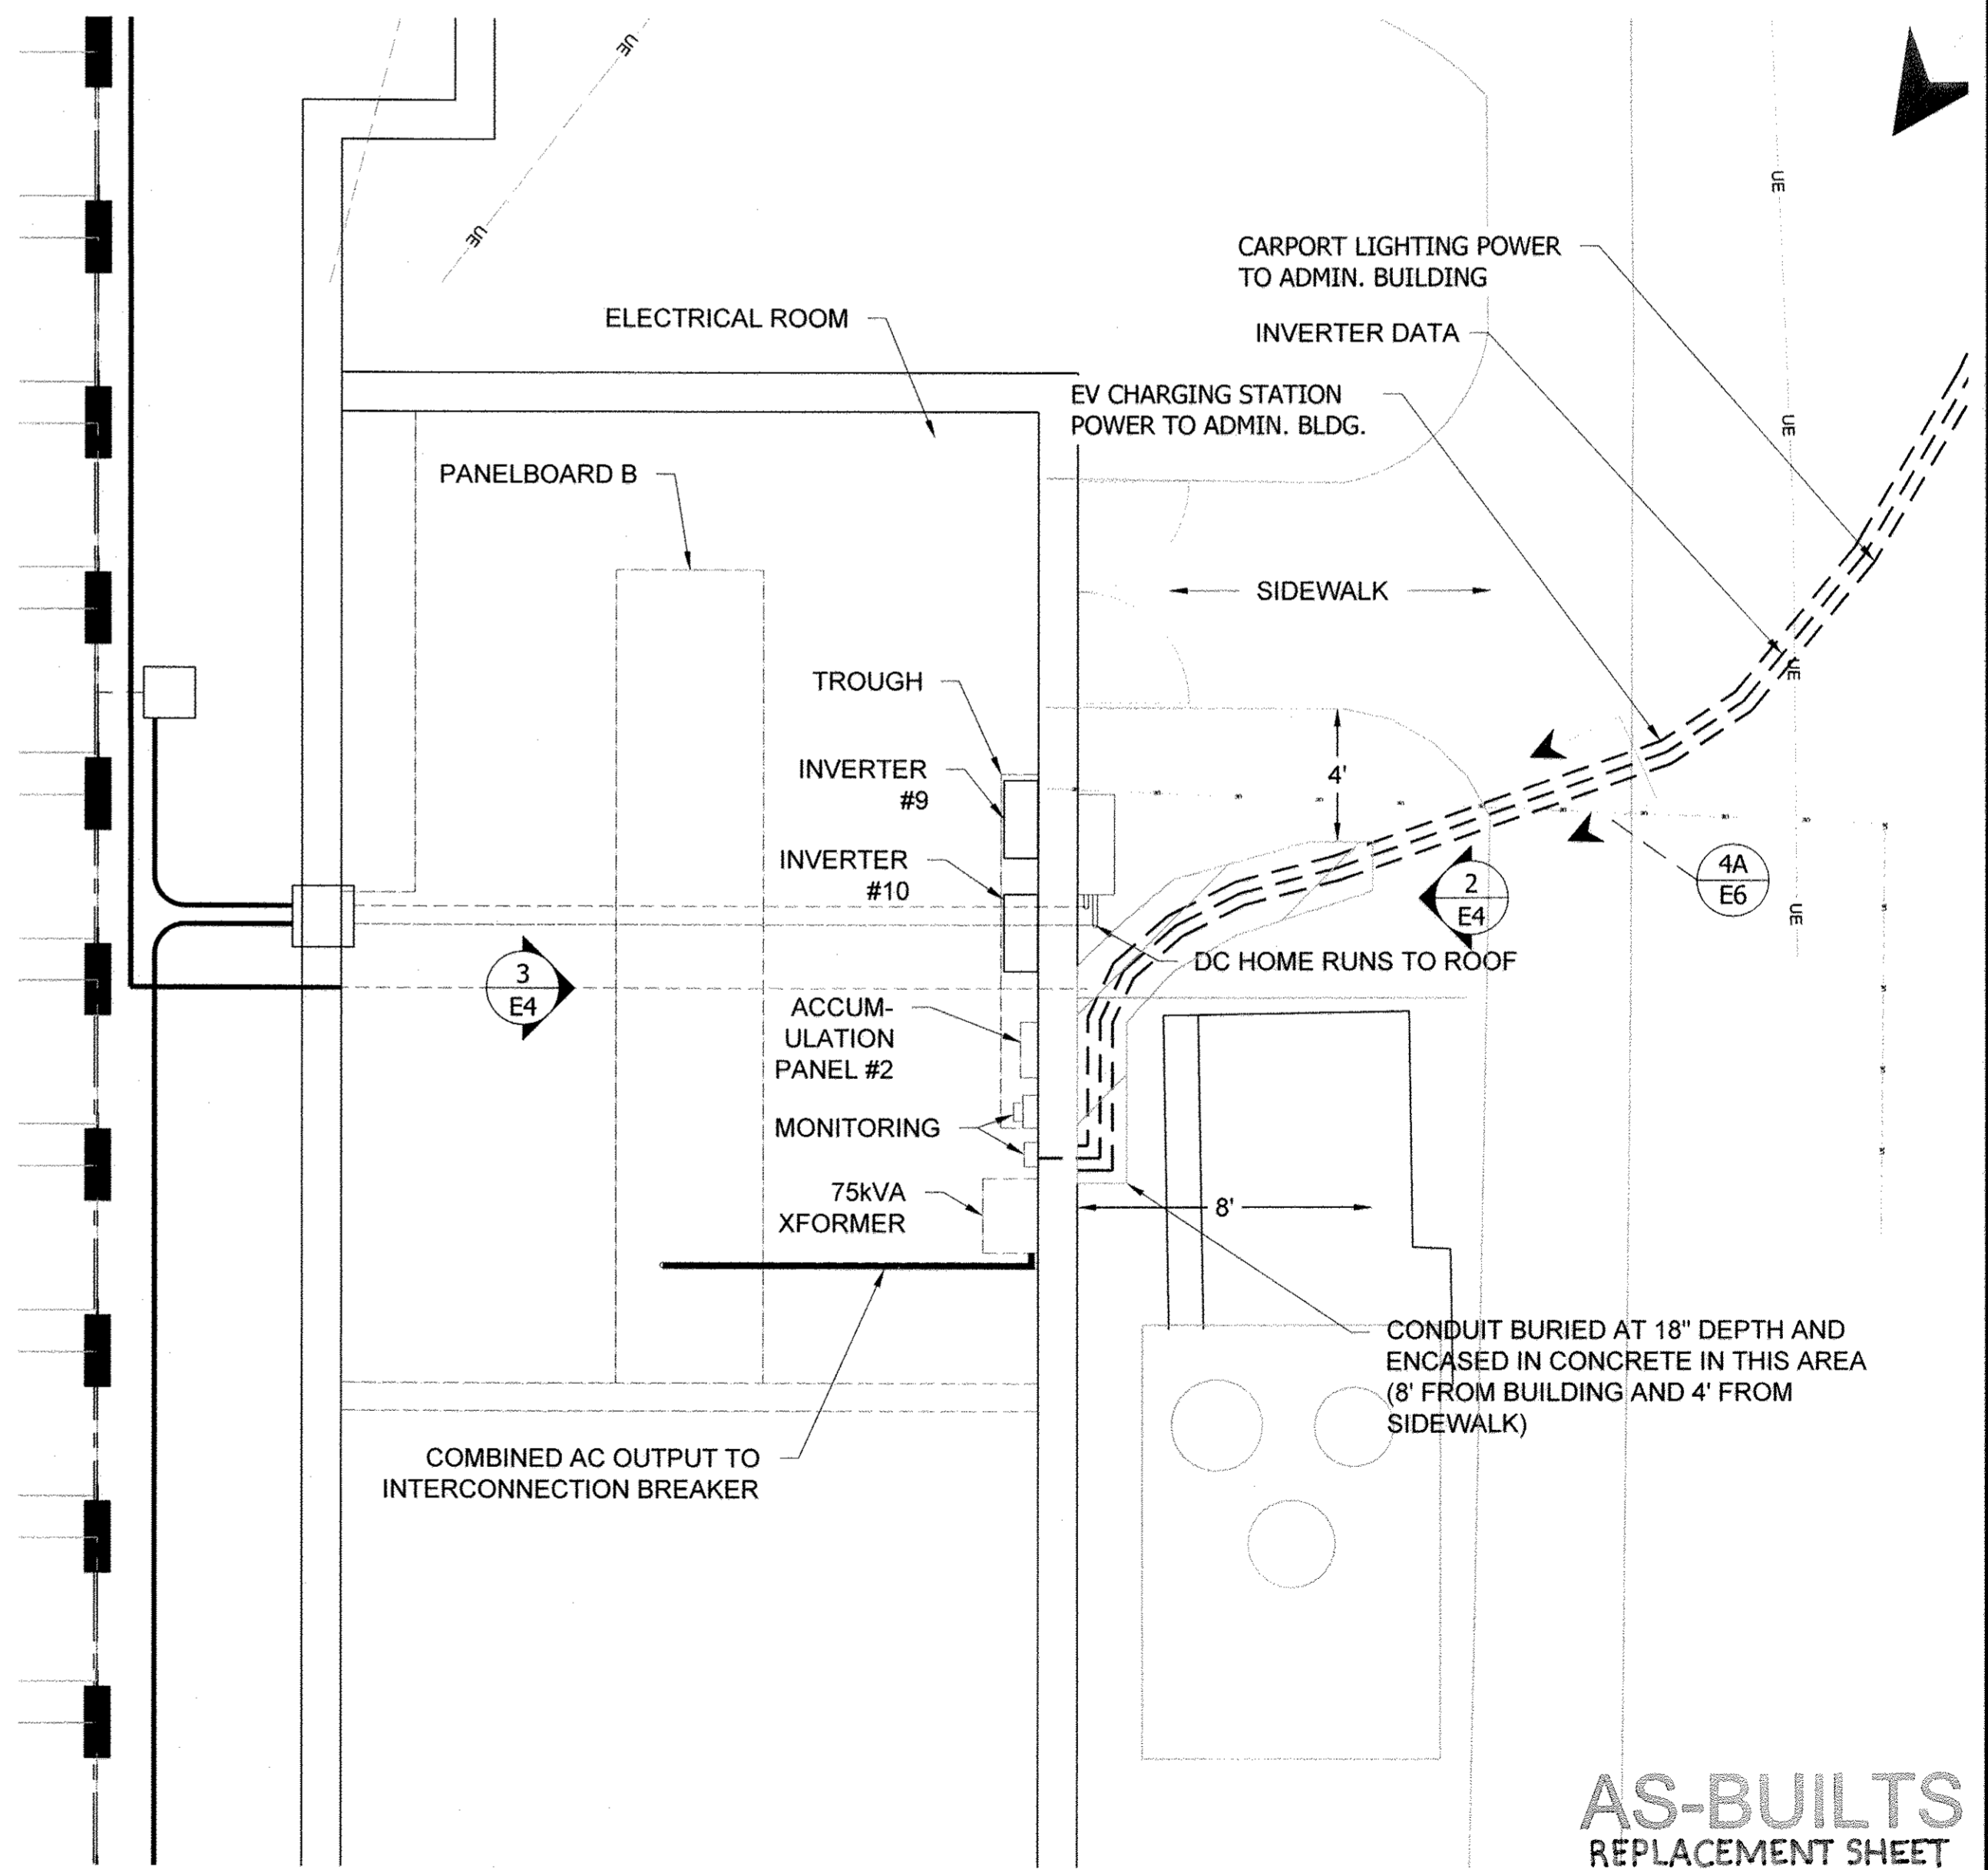 UE
UE
UE
CARPORT LIGHTING POWER
TO ADMIN. BUILDING
ELECTRICAL ROOM
INVERTER DATA
EV CHARGING STATION
POWER TO ADMIN. BLDG.
UE
PANELBOARD B
SIDEWALK
TROUGH
UE
INVERTER
#9
4'
INVERTER
#10
4A
E6
2
E4
UE
DC HOME RUNS TO ROOF
3
E4
ACCUM-
ULATION
PANEL #2
MONITORING
75kVA
XFORMER
8'
CONDUIT BURIED AT 18" DEPTH AND
ENCASED IN CONCRETE IN THIS AREA
(8' FROM BUILDING AND 4' FROM
SIDEWALK)
COMBINED AC OUTPUT TO
INTERCONNECTION BREAKER
AS-BUILTS
REPLACEMENT SHEET